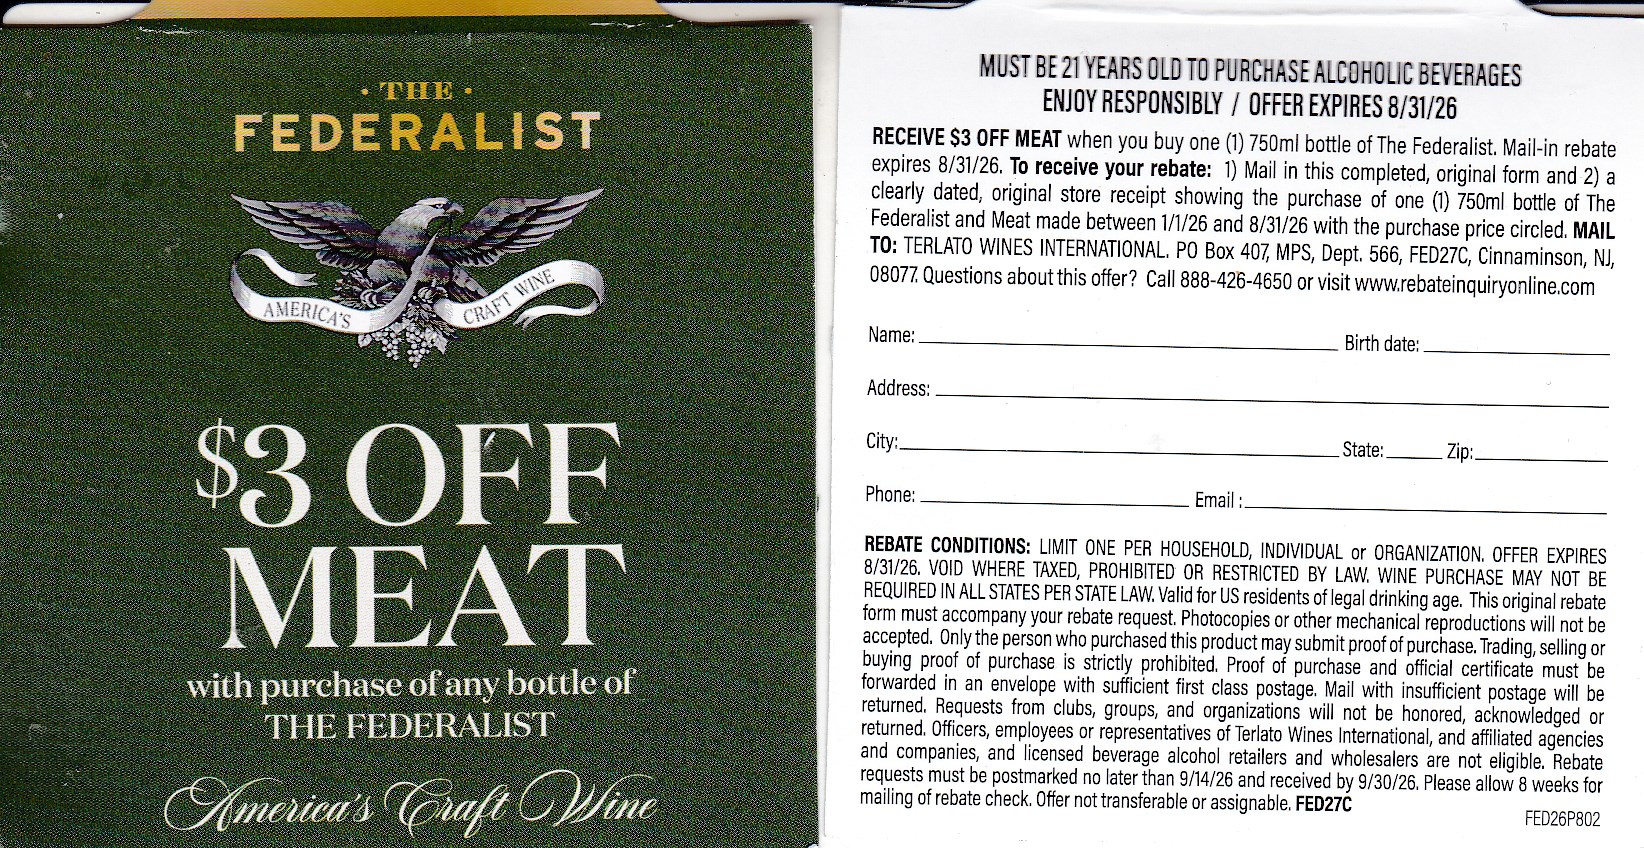 · THE ·
FEDERALIST
AMERICA'S CRAFT WINE
$3 OFF
MEAT
with purchase of any bottle of
THE FEDERALIST
America's Craft Wine
MUST BE 21 YEARS OLD TO PURCHASE ALCOHOLIC BEVERAGES
ENJOY RESPONSIBLY / OFFER EXPIRES 8/31/26
RECEIVE $3 OFF MEAT when you buy one (1) 750ml bottle of The Federalist. Mail-in rebate
expires 8/31/26. To receive your rebate: 1) Mail in this completed, original form and 2) a
clearly dated, original store receipt showing the purchase of one (1) 750ml bottle of The
Federalist and Meat made between 1/1/26 and 8/31/26 with the purchase price circled. MAIL
TO: TERLATO WINES INTERNATIONAL. PO Box 407, MPS, Dept. 566, FED27C, Cinnaminson, NJ,
08077. Questions about this offer? Call 888-426-4650 or visit www.rebateinquiryonline.com
Name: Birth date:
Address:
City: State: Zip:
Phone: Email :
REBATE CONDITIONS: LIMIT ONE PER HOUSEHOLD, INDIVIDUAL or ORGANIZATION. OFFER EXPIRES
8/31/26. VOID WHERE TAXED, PROHIBITED OR RESTRICTED BY LAW. WINE PURCHASE MAY NOT BE
REQUIRED IN ALL STATES PER STATE LAW. Valid for US residents of legal drinking age. This original rebate
form must accompany your rebate request. Photocopies or other mechanical reproductions will not be
accepted. Only the person who purchased this product may submit proof of purchase. Trading, selling or
buying proof of purchase is strictly prohibited. Proof of purchase and official certificate must be
forwarded in an envelope with sufficient first class postage. Mail with insufficient postage will be
returned. Requests from clubs, groups, and organizations will not be honored, acknowledged or
returned. Officers, employees or representatives of Terlato Wines International, and affiliated agencies
and companies, and licensed beverage alcohol retailers and wholesalers are not eligible. Rebate
requests must be postmarked no later than 9/14/26 and received by 9/30/26. Please allow 8 weeks for
mailing of rebate check. Offer not transferable or assignable. FED27C
FED26P802